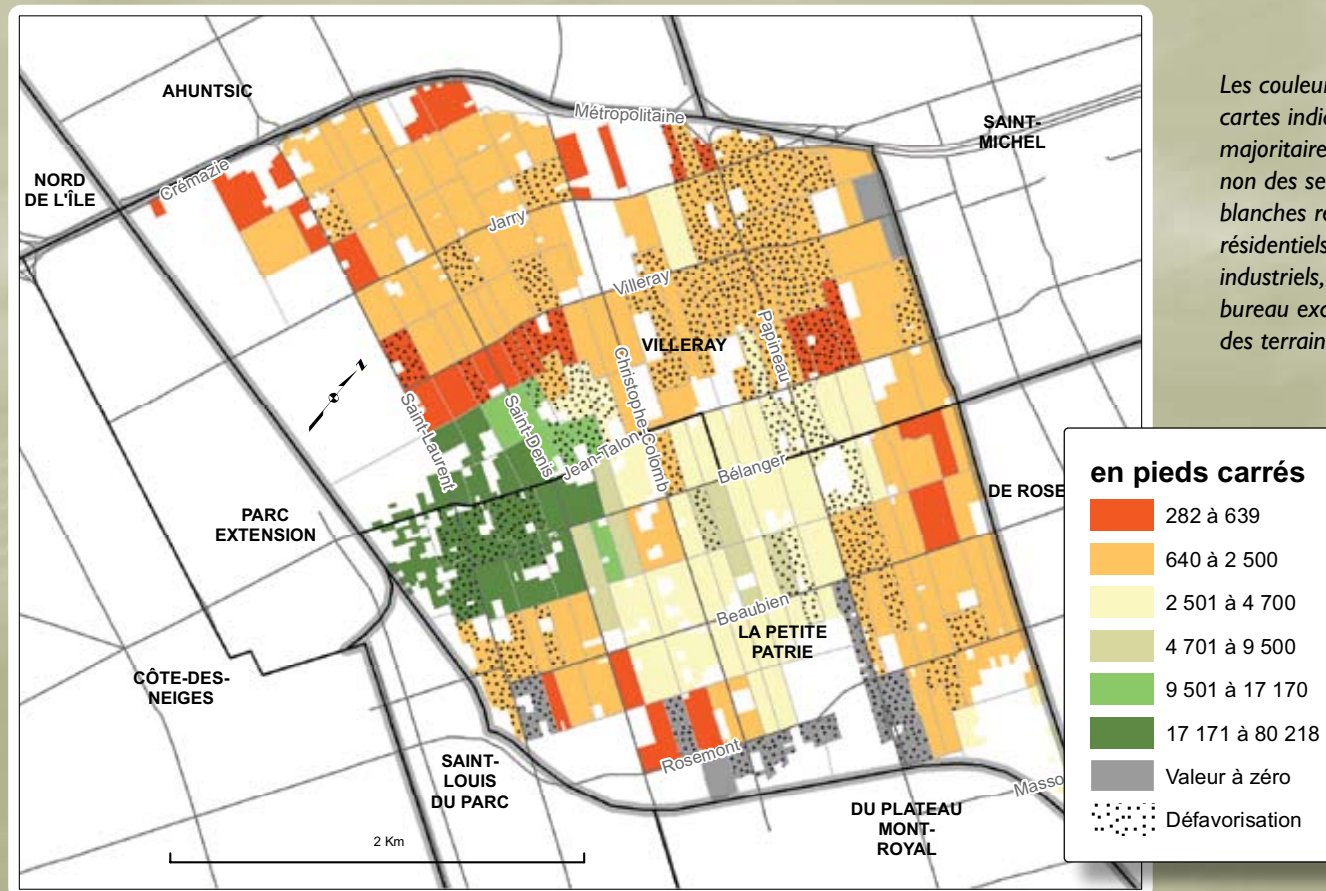 AHUNTSIC
Métropolitaine
SAINT-
MICHEL
NORD
DE L'ÎLE
Crémazie
Jarry
Villeray
VILLERAY
Papineau
Christophe-Colomb
Saint-Laurent
Saint-Denis
Jean-Talon
Bélanger
PARC
EXTENSION
DE ROSE
Beaubien
LA PETITE
PATRIE
CÔTE-DES-
NEIGES
SAINT-
LOUIS
DU PARC
Rosemont
Masso
DU PLATEAU
MONT-
ROYAL
2 Km
Les couleur
cartes indi
majoritaire
non des se
blanches re
résidentiels
industriels,
bureau exc
des terrain
en pieds carrés
282 à 639
640 à 2 500
2 501 à 4 700
4 701 à 9 500
9 501 à 17 170
17 171 à 80 218
Valeur à zéro
Défavorisation